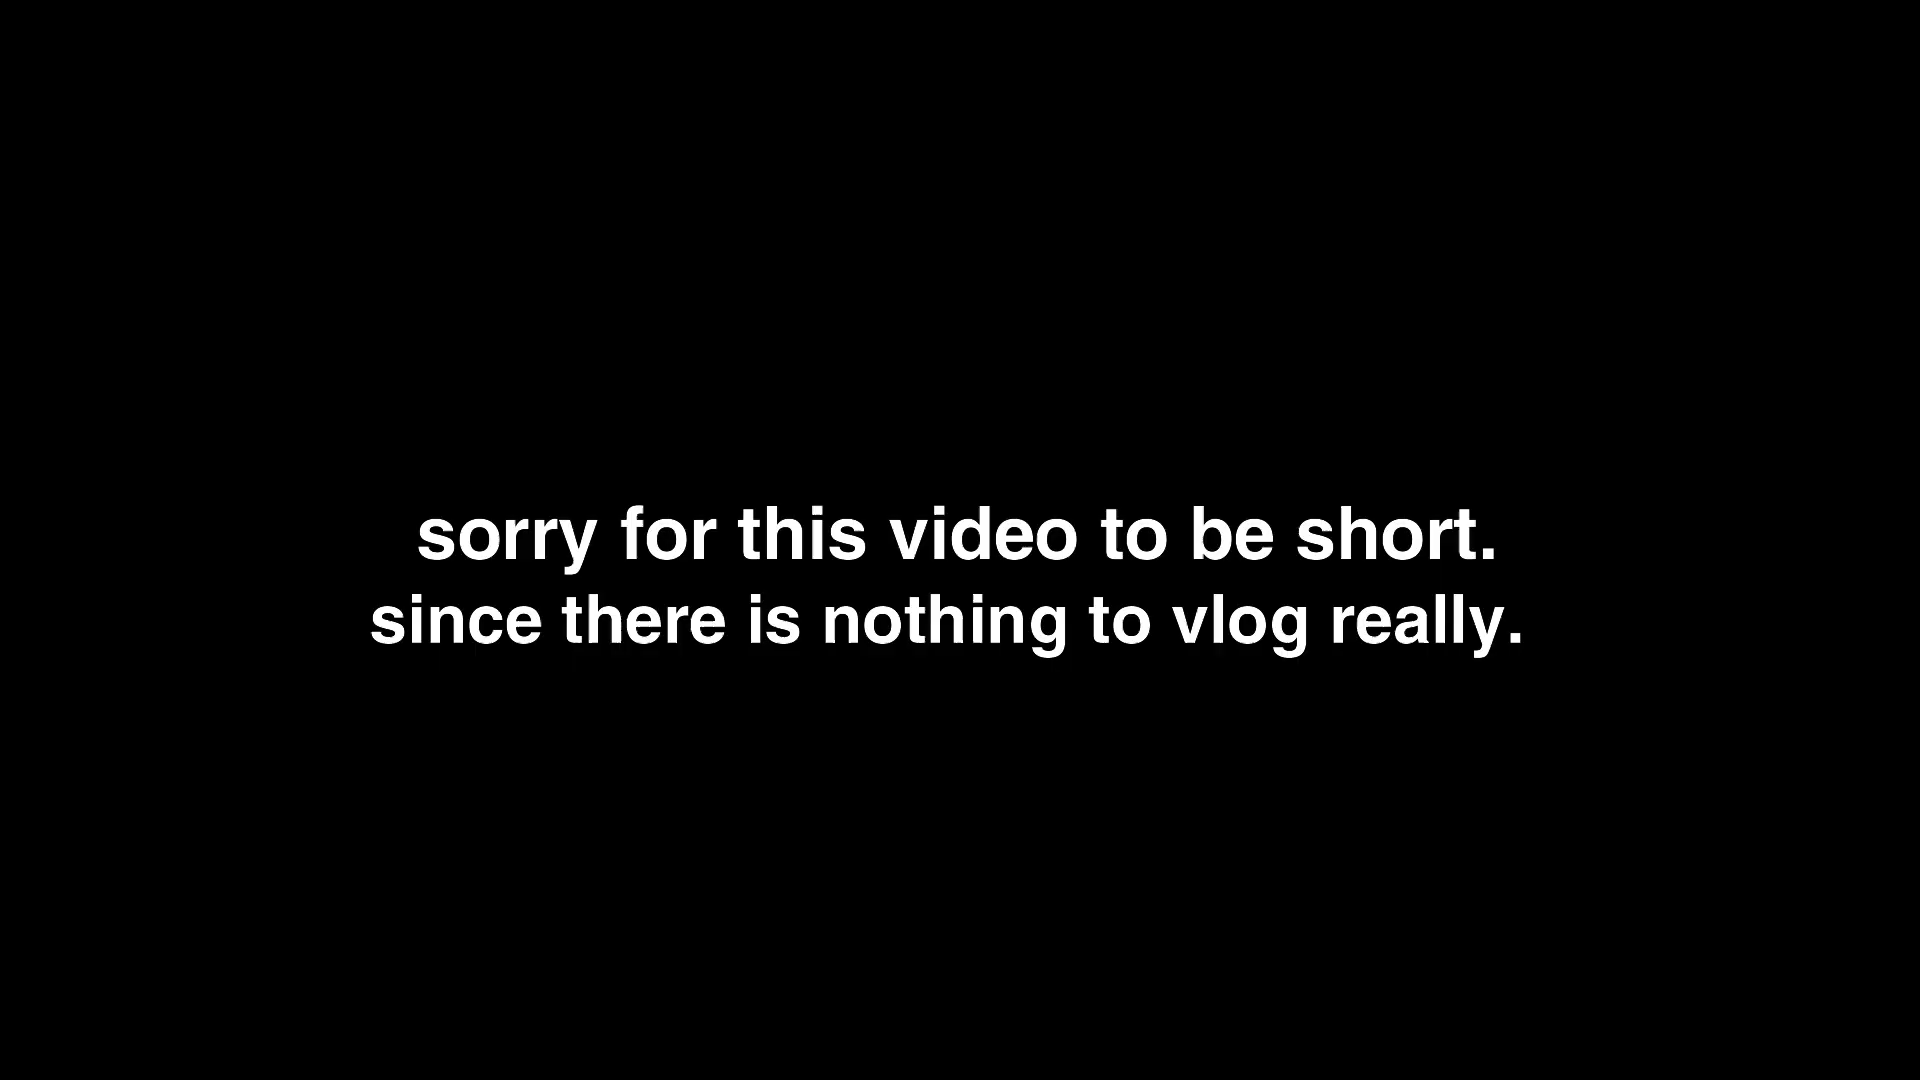 sorry for this video to be short.
since there is nothing to vlog really.